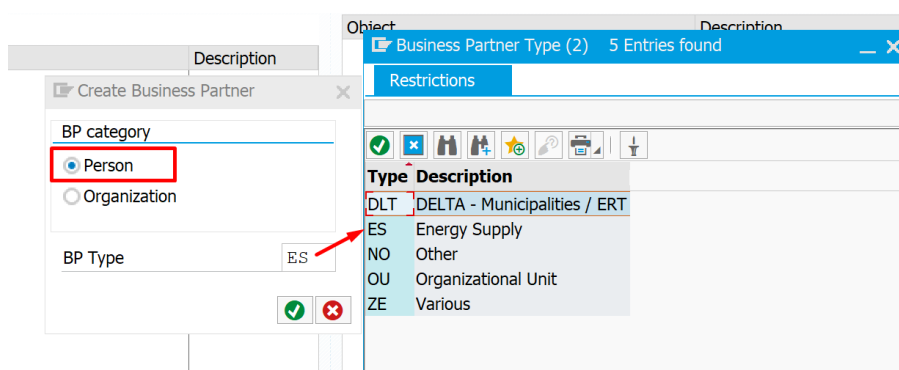 Object Description
Description
Create Business Partner
BP category
Person
Organization
BP Type ES
Business Partner Type (2) 5 Entries found
Restrictions
Type Description
DLT DELTA - Municipalities / ERT
ES Energy Supply
NO Other
OU Organizational Unit
ZE Various